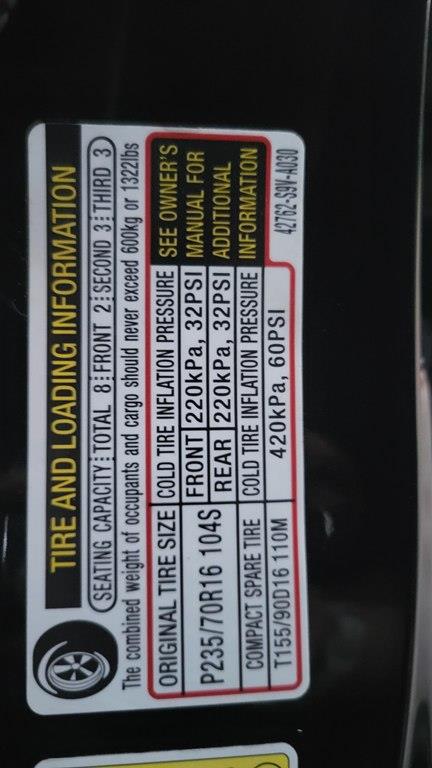 TIRE AND LOADING INFORMATION
SEATING CAPACITY TOTAL 8 FRONT 2 SECOND 3 THIRD 3
The combined weight of occupants and cargo should never exceed 600kg or 1322lbs
ORIGINAL TIRE SIZE COLD TIRE INFLATION PRESSURE
P235/70R16 104S
FRONT 220kPa, 32PSI
REAR 220kPa, 32PSI
COMPACT SPARE TIRE COLD TIRE INFLATION PRESSURE
T155/90D16 110M 420kPa, 60PSI
SEE OWNER'S
MANUAL FOR
ADDITIONAL
INFORMATION
42762-S9V-A030